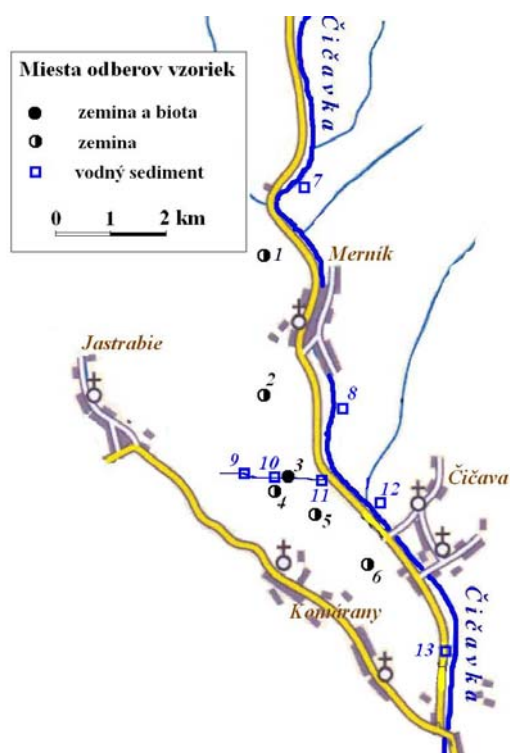 Čičavka
Miesta odberov vzoriek
zemina a biota
zemina
vodný sediment
0 1 2 km
7
1
Merník
Jastrabie
2
8
9 10 3
4 11 12 Čičava
5
6
Komárany
Čičavka
13